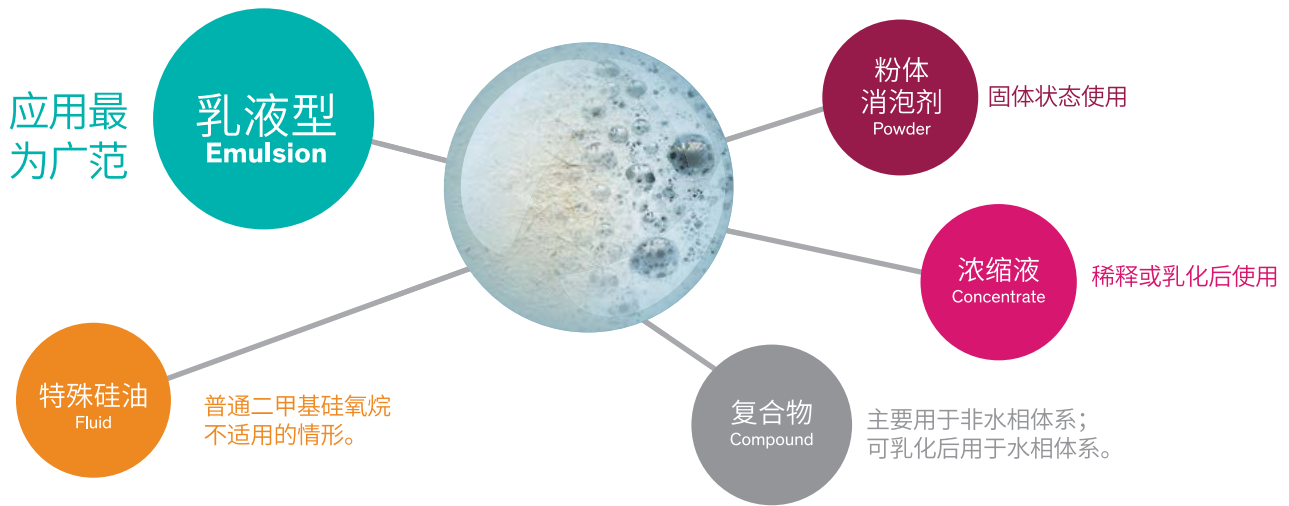 应用最
为广范
乳液型
Emulsion
粉体
消泡剂
Powder
固体状态使用
浓缩液
Concentrate
稀释或乳化后使用
特殊硅油
Fluid
普通二甲基硅氧烷
不适用的情形。
复合物
Compound
主要用于非水相体系；
可乳化后用于水相体系。